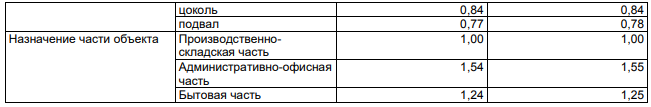 цоколь 0,84 0,84
подвал 0,77 0,78
Назначение части объекта Производственно- 1,00 1,00
складская часть
Административно-офисная 1,54 1,55
часть
Бытовая часть 1,24 1,25